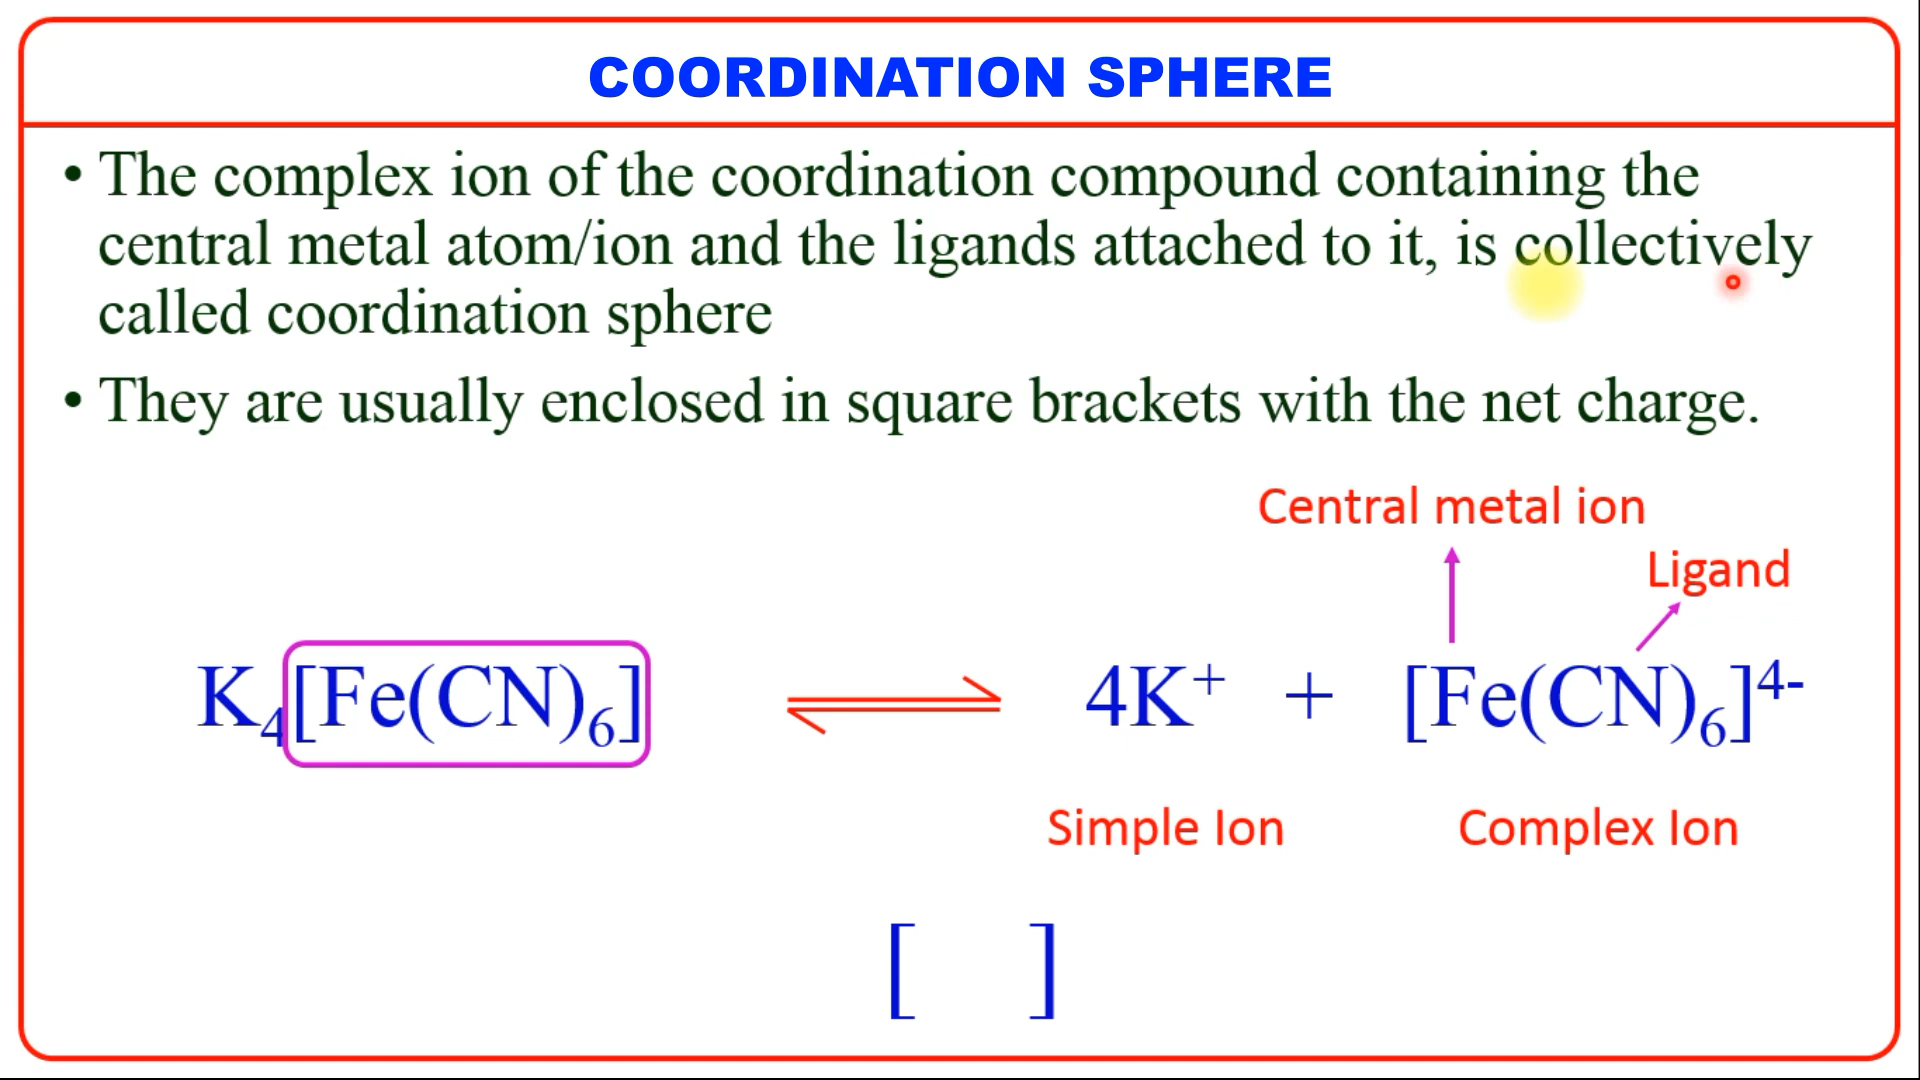 COORDINATION SPHERE
• The complex ion of the coordination compound containing the
central metal atom/ion and the ligands attached to it, is collectively
called coordination sphere
• They are usually enclosed in square brackets with the net charge.
Central metal ion
Ligand
K₄[Fe(CN)₆] ⇌ 4K⁺ + [Fe(CN)₆]⁴⁻
Simple Ion Complex Ion
[ ]